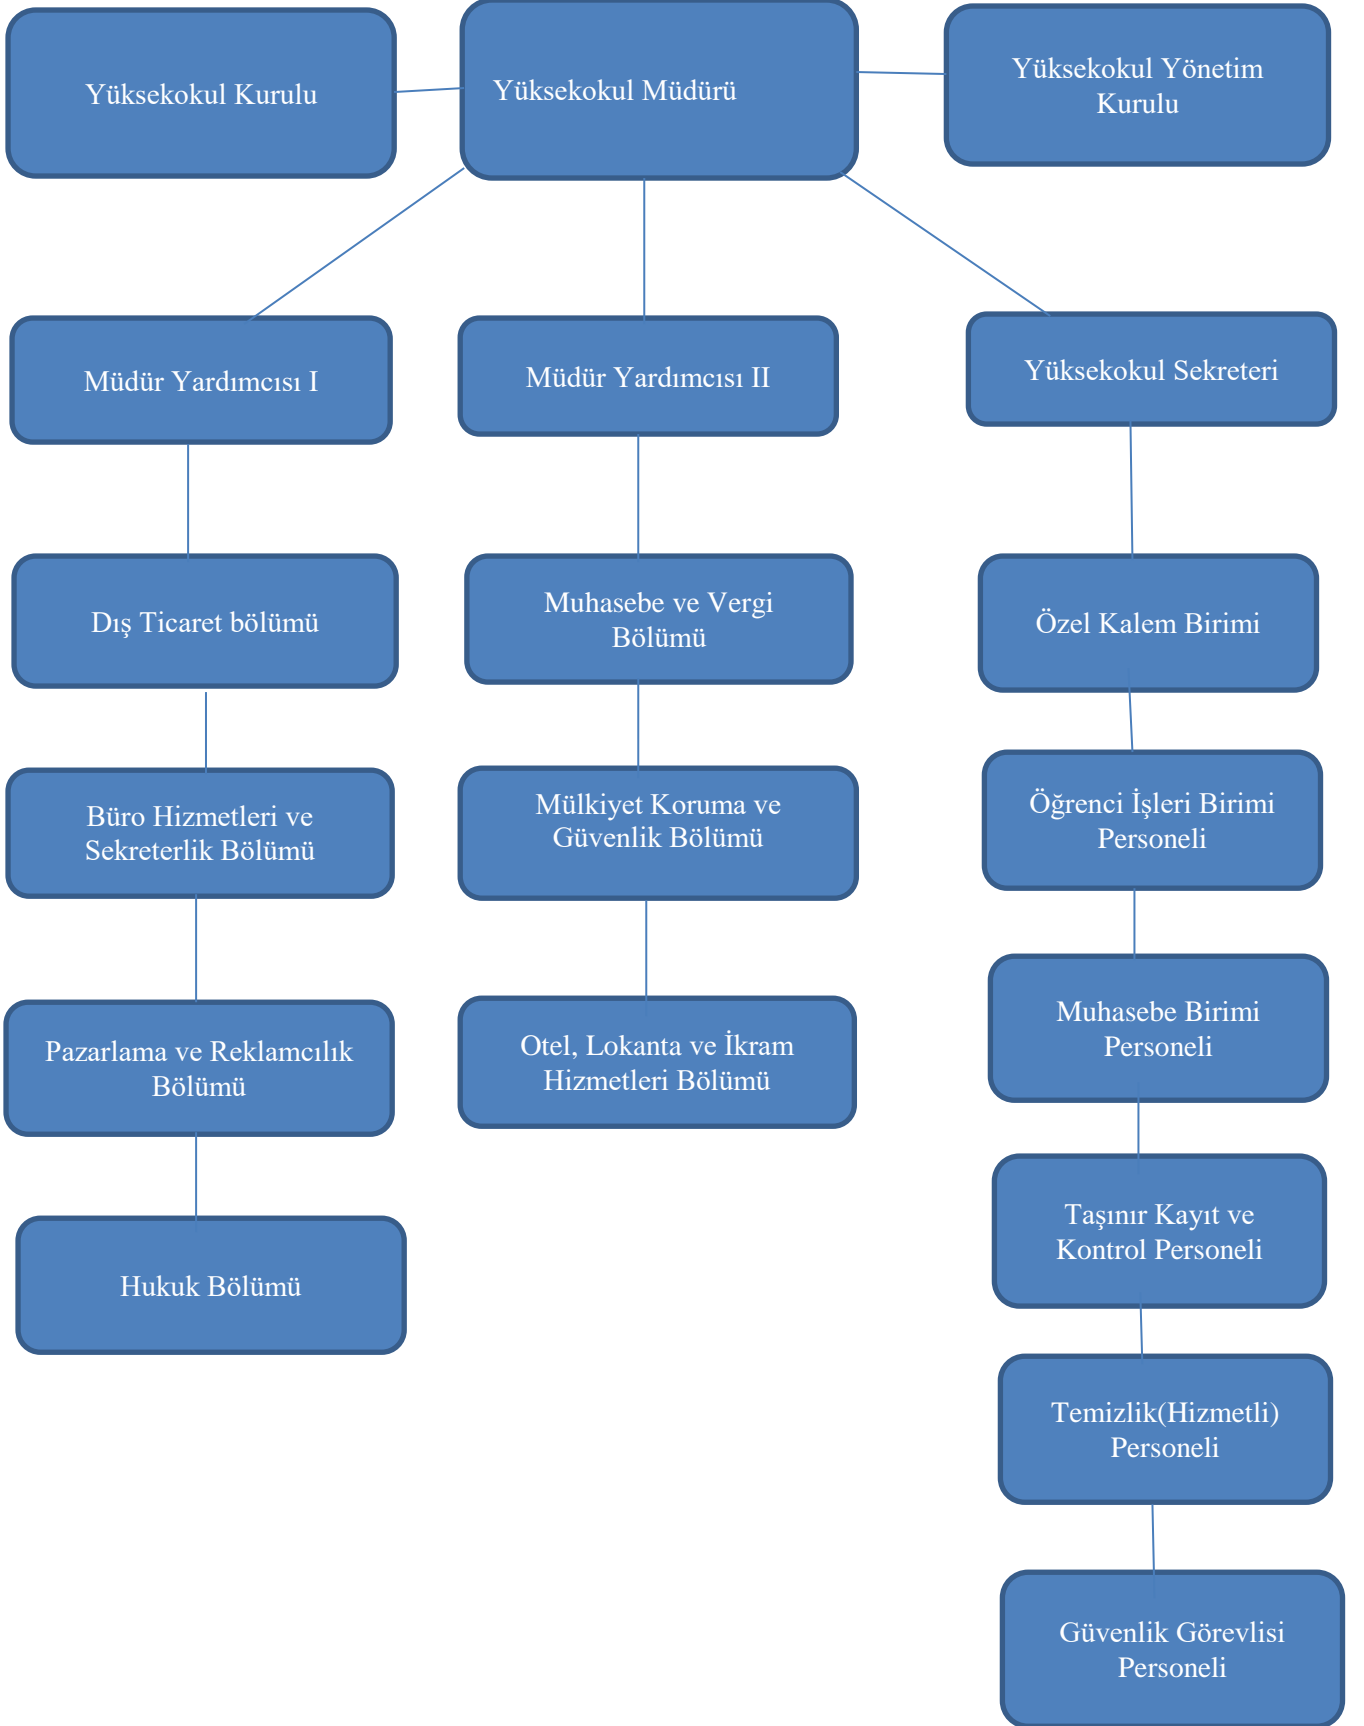 Yüksekokul Kurulu
Yüksekokul Müdürü
Yüksekokul Yönetim
Kurulu
Müdür Yardımcısı I
Müdür Yardımcısı II
Yüksekokul Sekreteri
Dış Ticaret bölümü
Muhasebe ve Vergi
Bölümü
Özel Kalem Birimi
Büro Hizmetleri ve
Sekreterlik Bölümü
Mülkiyet Koruma ve
Güvenlik Bölümü
Öğrenci İşleri Birimi
Personeli
Pazarlama ve Reklamcılık
Bölümü
Otel, Lokanta ve İkram
Hizmetleri Bölümü
Muhasebe Birimi
Personeli
Hukuk Bölümü
Taşınır Kayıt ve
Kontrol Personeli
Temizlik(Hizmetli)
Personeli
Güvenlik Görevlisi
Personeli